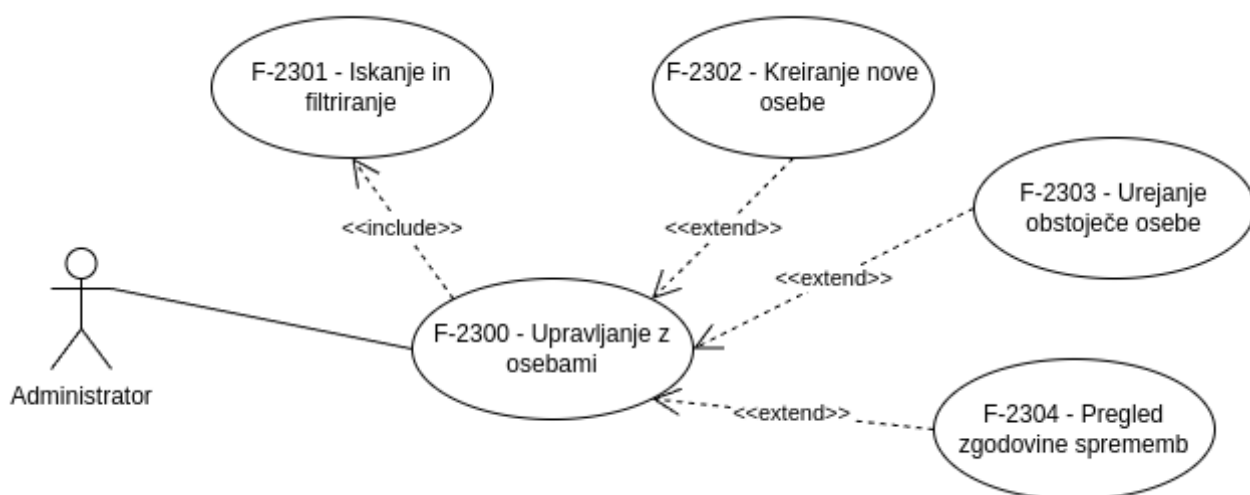 F-2301 - Iskanje in
filtriranje
F-2302 - Kreiranje nove
osebe
F-2303 - Urejanje
obstoječe osebe
<<include>>
<<extend>>
<<extend>>
F-2300 - Upravljanje z
osebami
Administrator
<<extend>>
F-2304 - Pregled
zgodovine sprememb